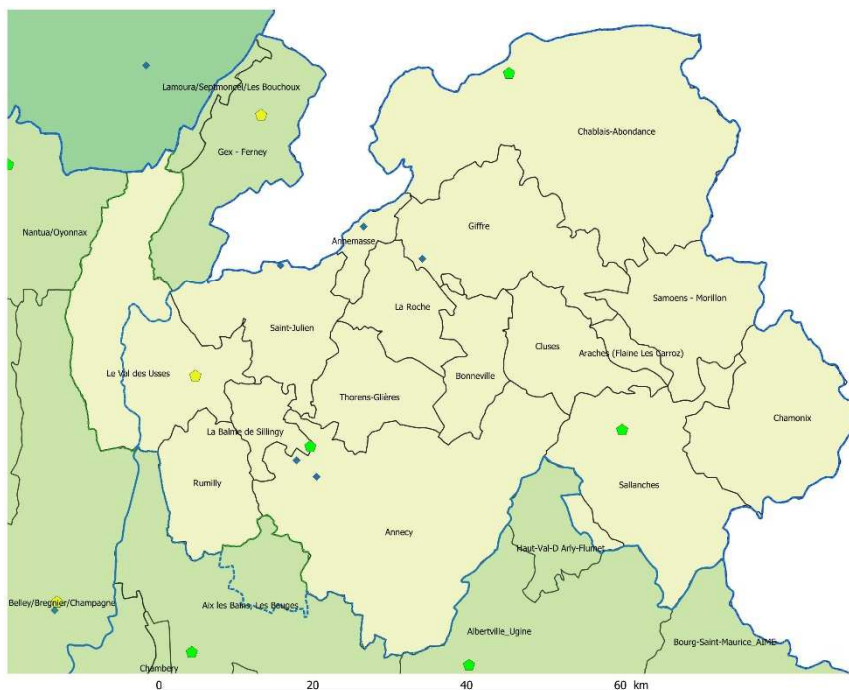 Lamoura/Septmoncel/Les Bouchoux
Chablais-Abondance
Gex - Ferney
Nantua/Oyonnax
Giffre
Annemasse
Samoens - Morillon
La Roche
Saint-Julien
Cluses
Araches (Flaine Les Carroz)
Le Val des Usses
Bonneville
Thorens-Glières
Chamonix
La Balme de Sillingy
Rumilly
Sallanches
Annecy
Haut-Val-D Arly-Flumet
Belley/Bregnier/Champagne
Aix les Bains, Les Bauges
Albertville_Ugine
Bourg-Saint-Maurice_AIME
Chambery
0 20 40 60 km